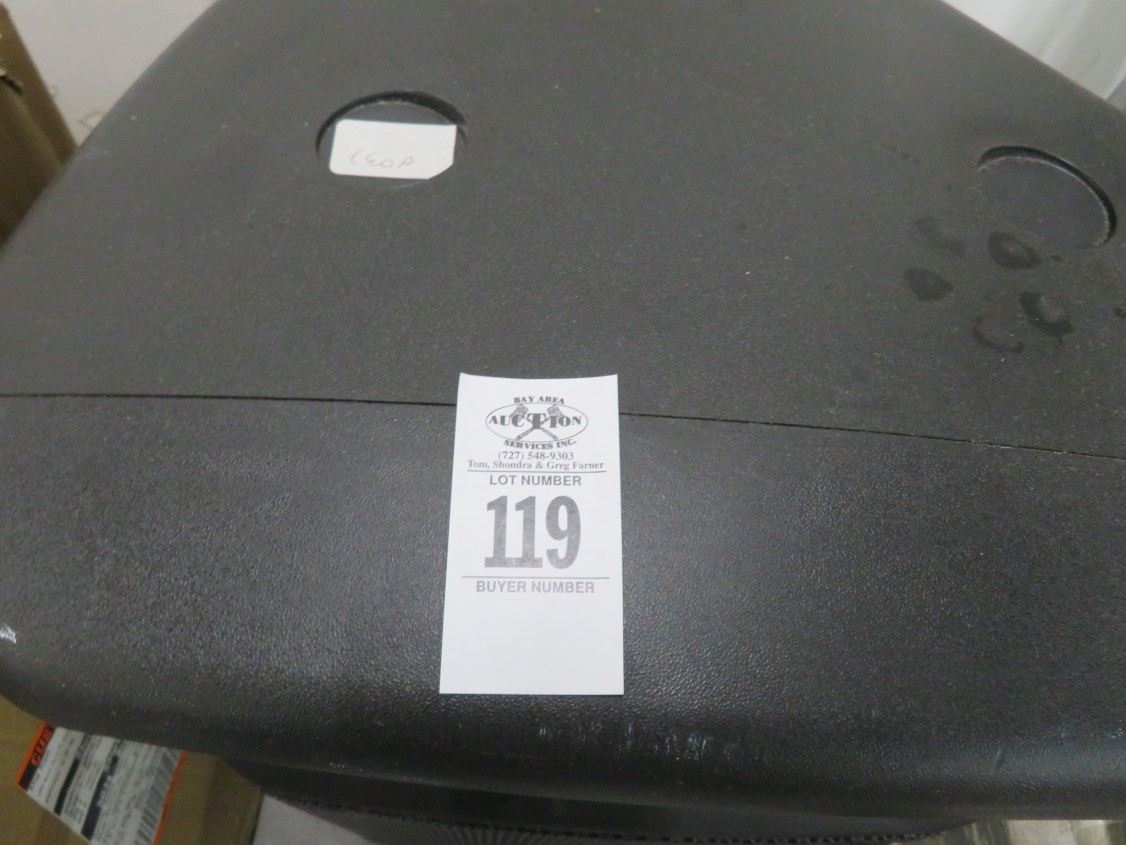 BAY AREA
AUCTION
SERVICES INC.
(727) 548-9303
Tom, Shondra & Greg Farner
LOT NUMBER
119
BUYER NUMBER